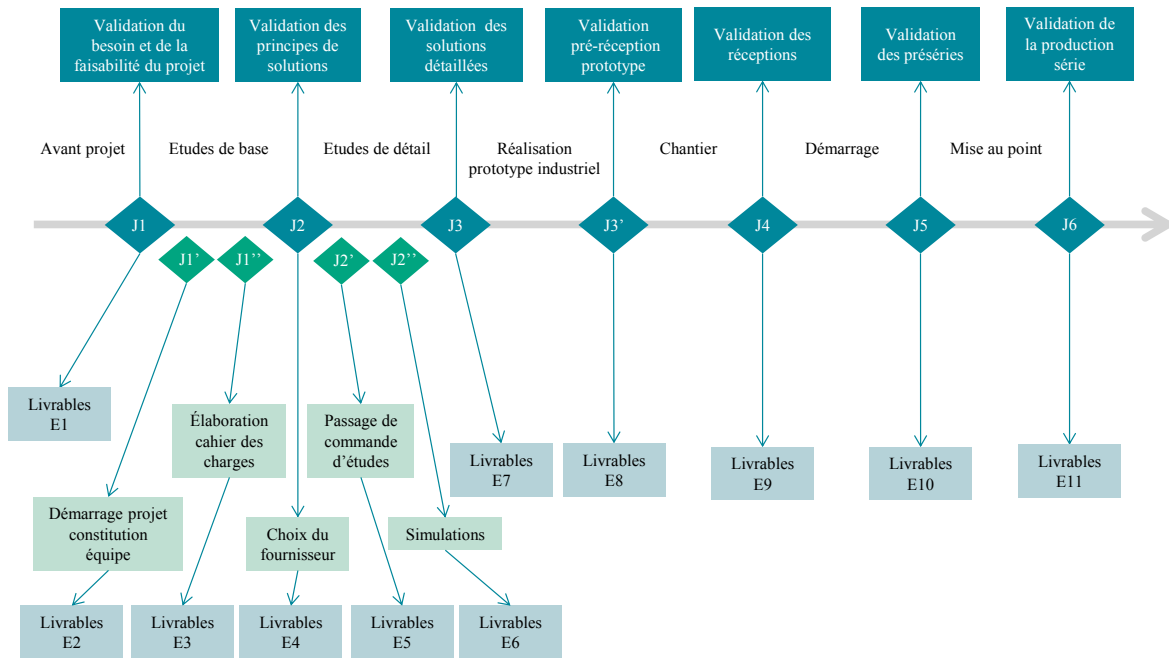 Validation du
besoin et de la
faisabilité du projet
Validation des
principes de
solutions
Validation des
solutions
détaillées
Validation
pré-réception
prototype
Validation des
réceptions
Validation
des préséries
Validation de
la production
série
Avant projet
Etudes de base
Etudes de détail
Réalisation
prototype industriel
Chantier
Démarrage
Mise au point
J1
J2
J3
J3’
J4
J5
J6
J1’
J1’’
J2’
J2’’
Livrables
E1
Élaboration
cahier des
charges
Passage de
commande
d’études
Livrables
E7
Livrables
E8
Livrables
E9
Livrables
E10
Livrables
E11
Démarrage projet
constitution
équipe
Choix du
fournisseur
Simulations
Livrables
E2
Livrables
E3
Livrables
E4
Livrables
E5
Livrables
E6